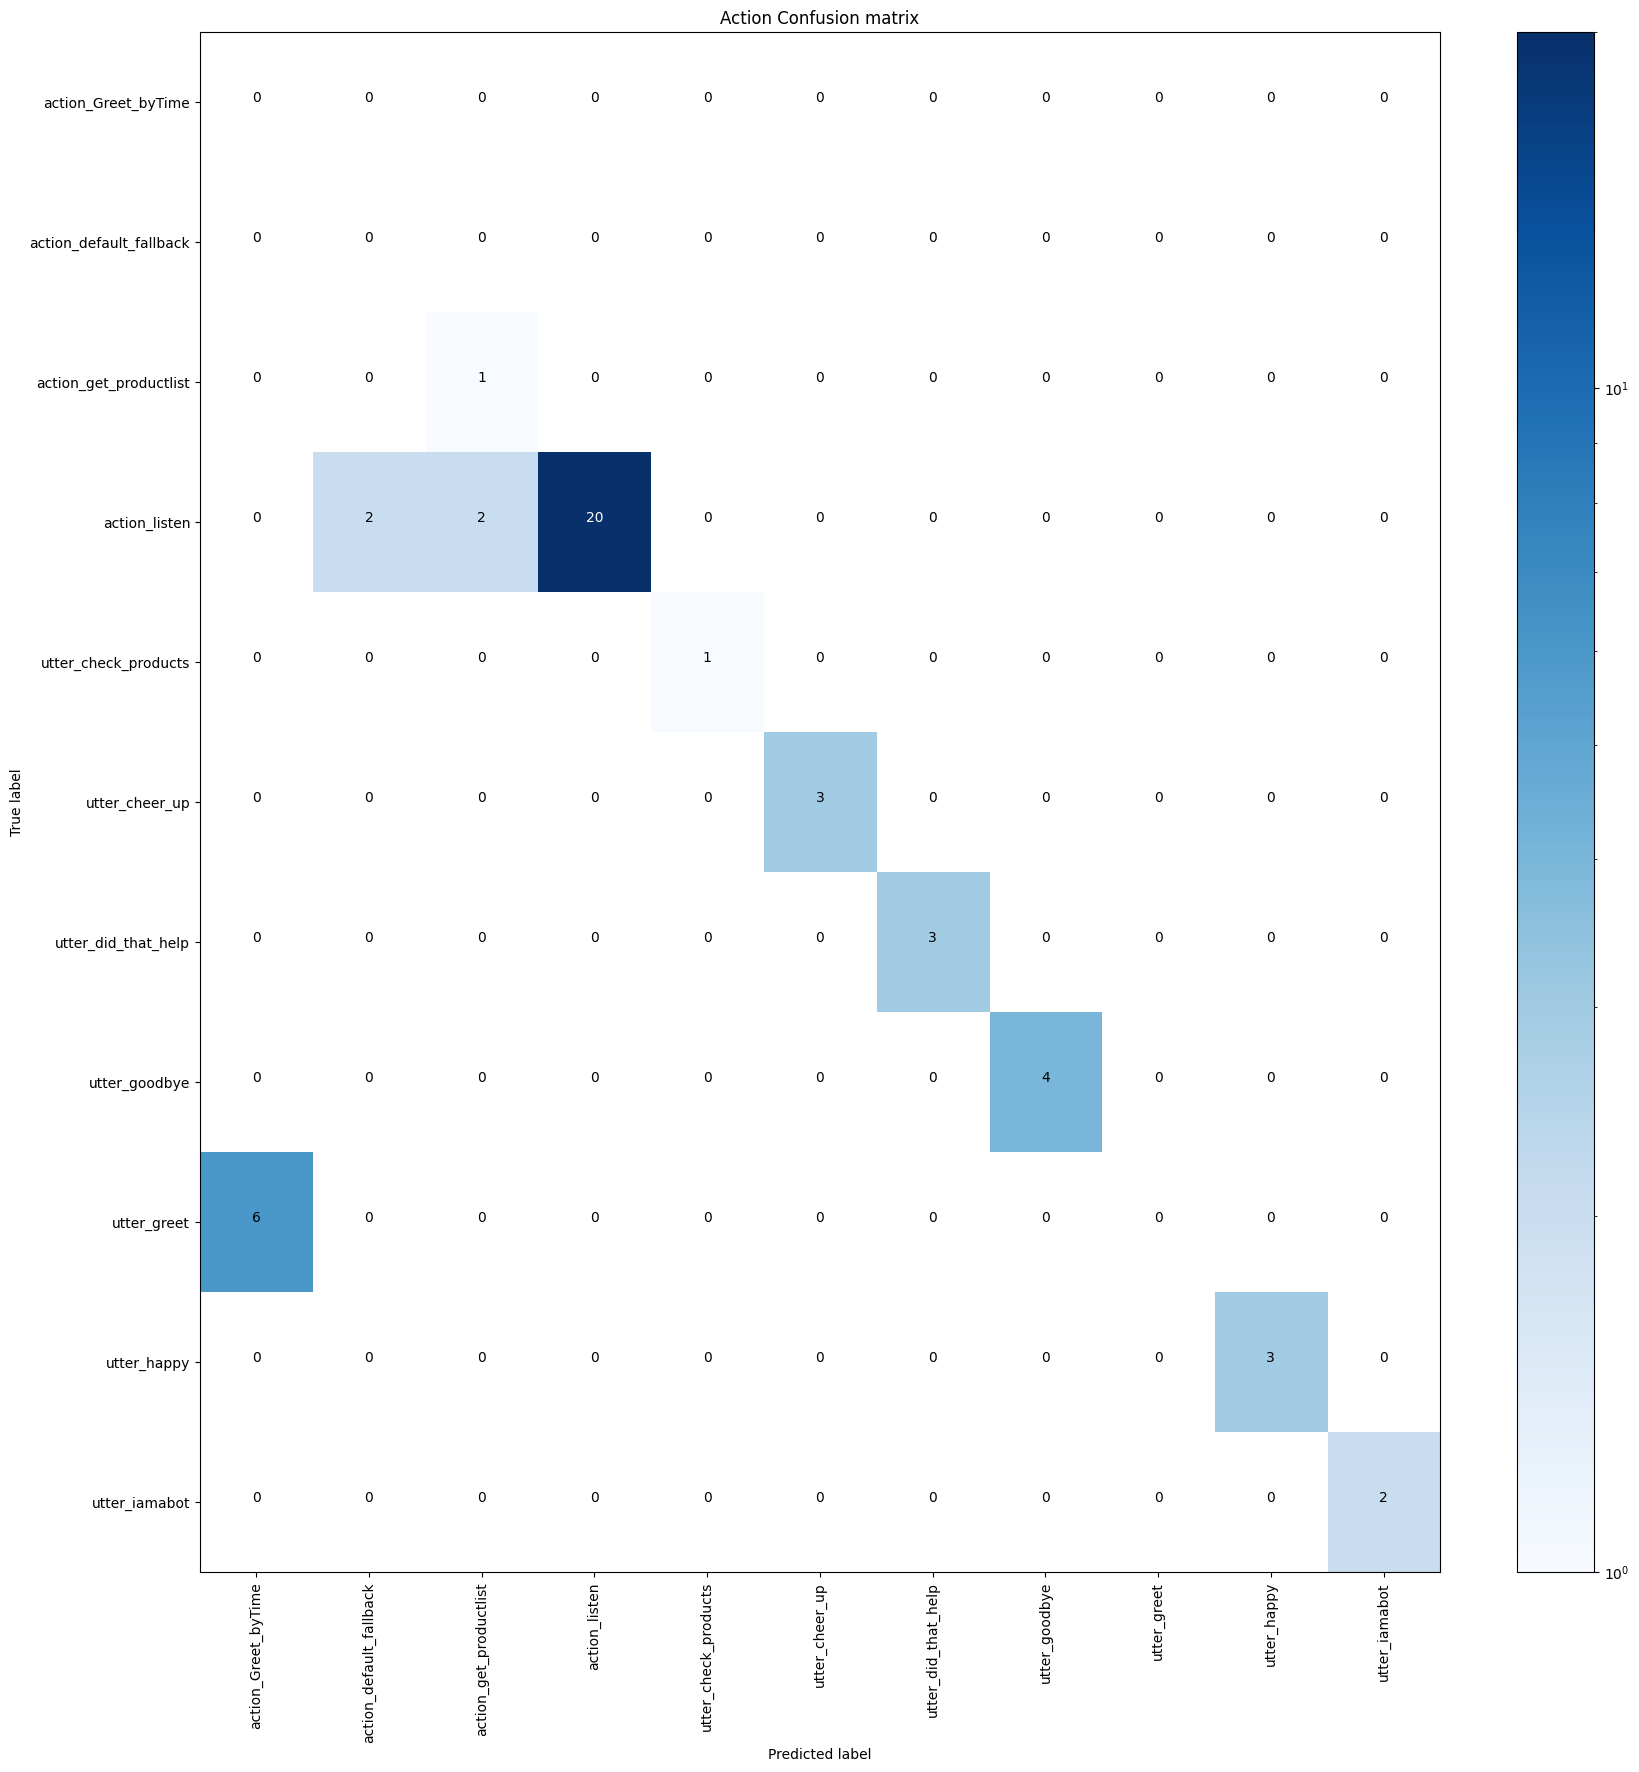 Action Confusion matrix
action_Greet_byTime 0 0 0 0 0 0 0 0 0 0 0
action_default_fallback 0 0 0 0 0 0 0 0 0 0 0
action_get_productlist 0 0 1 0 0 0 0 0 0 0 0
action_listen 0 2 2 20 0 0 0 0 0 0 0
utter_check_products 0 0 0 0 1 0 0 0 0 0 0
utter_cheer_up 0 0 0 0 0 3 0 0 0 0 0
utter_did_that_help 0 0 0 0 0 0 3 0 0 0 0
utter_goodbye 0 0 0 0 0 0 0 4 0 0 0
utter_greet 6 0 0 0 0 0 0 0 0 0 0
utter_happy 0 0 0 0 0 0 0 0 0 3 0
utter_iamabot 0 0 0 0 0 0 0 0 0 0 2
True label
action_Greet_byTime
action_default_fallback
action_get_productlist
action_listen
utter_check_products
utter_cheer_up
utter_did_that_help
utter_goodbye
utter_greet
utter_happy
utter_iamabot
Predicted label
10¹
10⁰